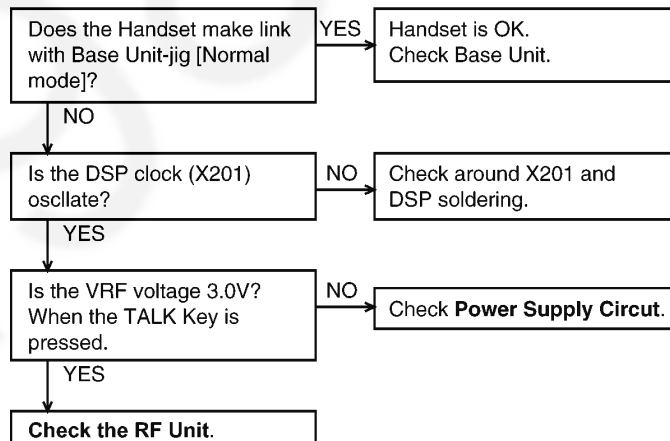 Does the Handset make link
with Base Unit-jig [Normal
mode]?
YES
Handset is OK.
Check Base Unit.
NO
Is the DSP clock (X201)
oscllate?
NO
Check around X201 and
DSP soldering.
YES
Is the VRF voltage 3.0V?
When the TALK Key is
pressed.
NO
Check Power Supply Circut.
YES
Check the RF Unit.